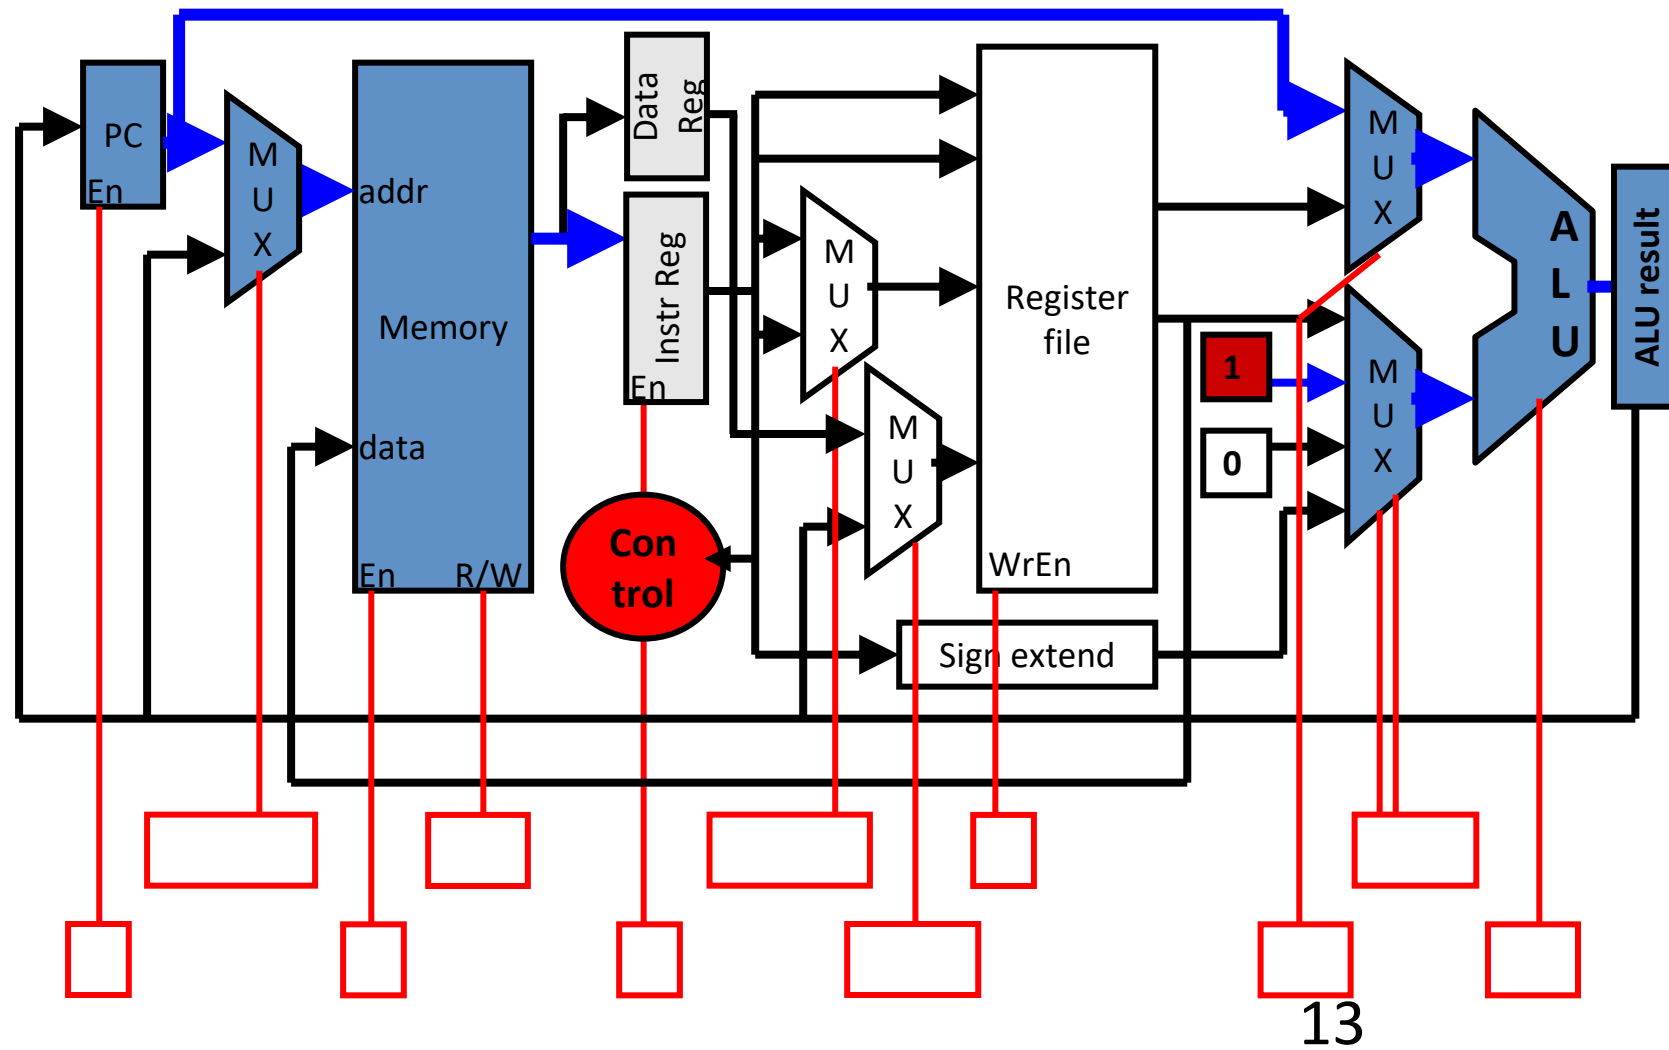 PC
En
M
U
X
addr
Memory
data
En
R/W
Data
Reg
Instr Reg
En
Con
trol
M
U
X
M
U
X
Register
file
WrEn
Sign extend
1
0
M
U
X
M
U
X
A
L
U
ALU result
13